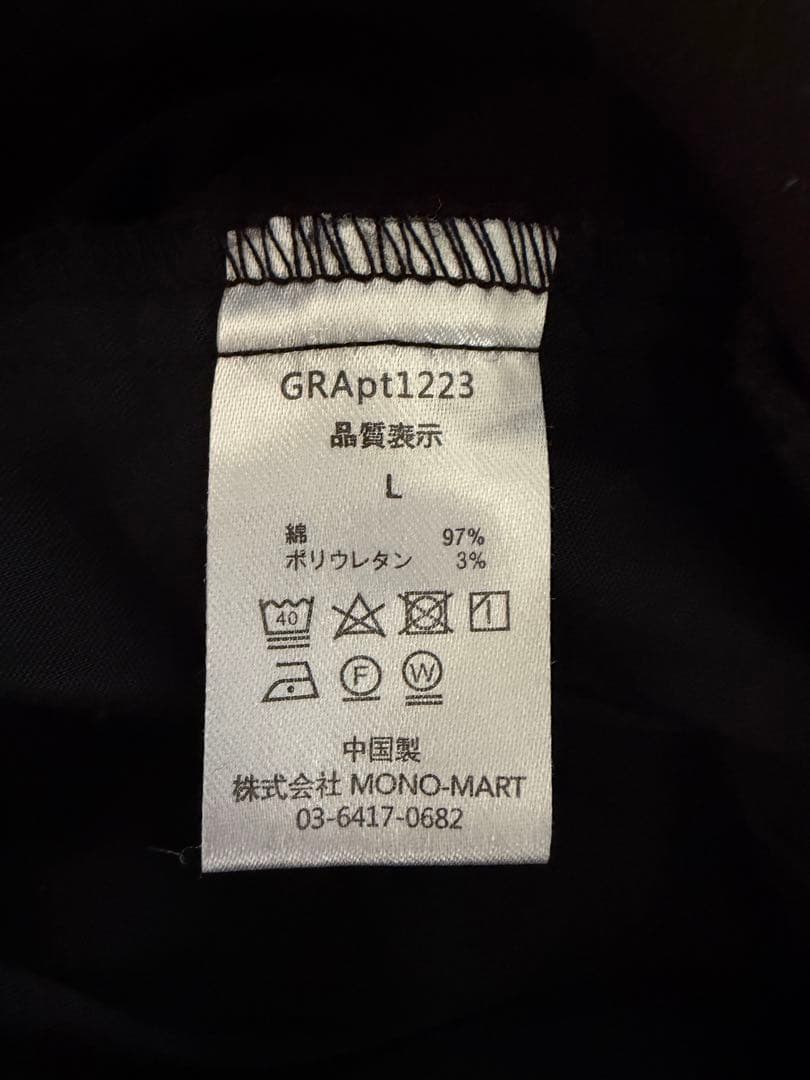 GRApt1223
品質表示
L
綿 97%
ポリウレタン 3%
40
F W
中国製
株式会社 MONO-MART
03-6417-0682